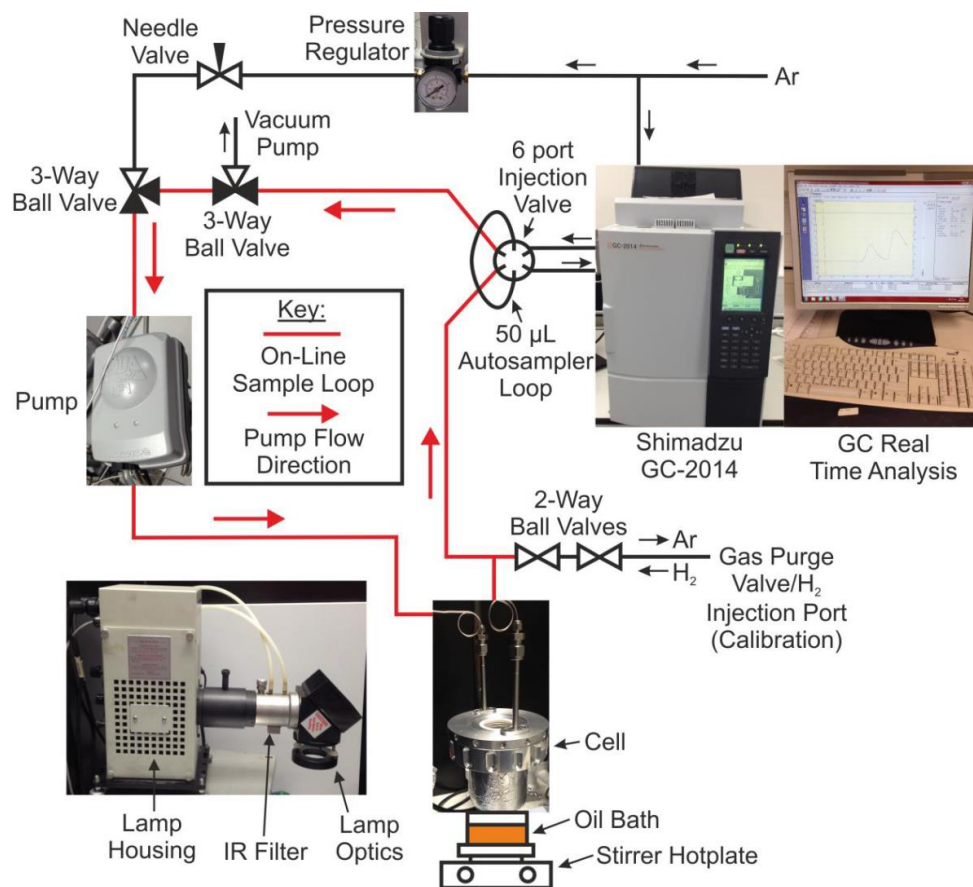 Needle
Valve
Pressure
Regulator
Ar
Vacuum
Pump
3-Way
Ball Valve
3-Way
Ball Valve
6 port
Injection
Valve
GC-2014
50 µL
Autosampler
Loop
Key:
On-Line
Sample Loop
Pump Flow
Direction
Pump
Shimadzu
GC-2014
GC Real
Time Analysis
2-Way
Ball Valves
Ar
H₂
Gas Purge
Valve/H₂
Injection Port
(Calibration)
Cell
Oil Bath
Stirrer Hotplate
Lamp
Housing
IR Filter
Lamp
Optics